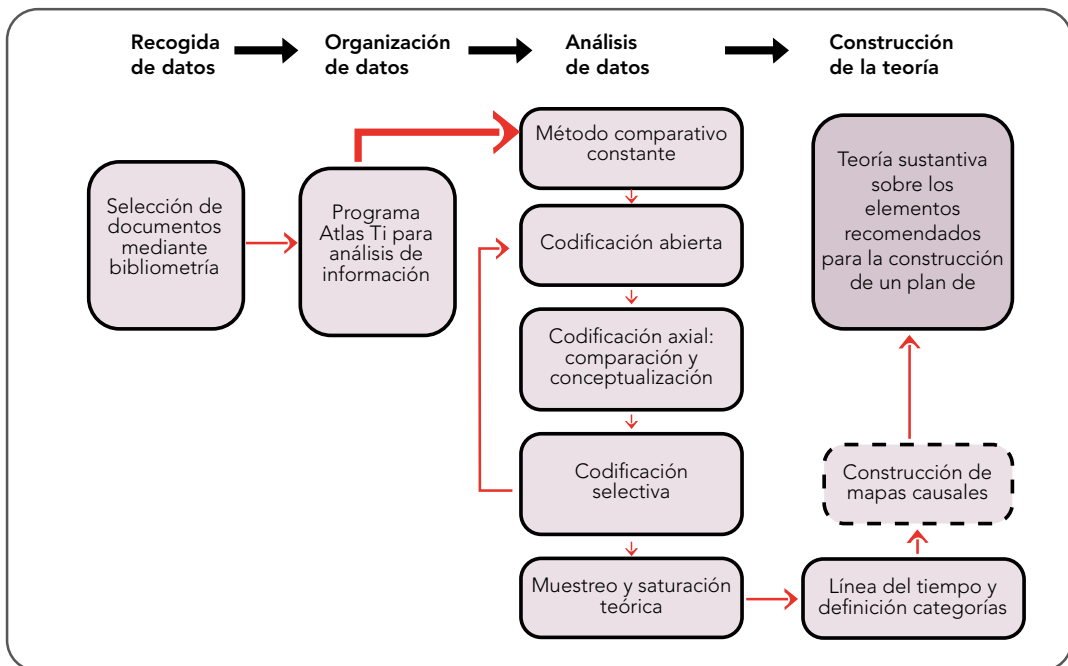 Recogida
de datos
Organización
de datos
Análisis
de datos
Construcción
de la teoría
Selección de
documentos
mediante
bibliometría
Programa
Atlas Ti para
análisis de
información
Método comparativo
constante
Codificación abierta
Codificación axial:
comparación y
conceptualización
Codificación
selectiva
Muestreo y saturación
teórica
Línea del tiempo y
definición categorías
Construcción de
mapas causales
Teoría sustantiva
sobre los
elementos
recomendados
para la construcción
de un plan de